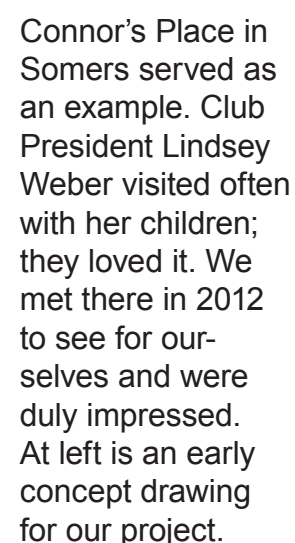 Connor’s Place in
Somers served as
an example. Club
President Lindsey
Weber visited often
with her children;
they loved it. We
met there in 2012
to see for our-
selves and were
duly impressed.
At left is an early
concept drawing
for our project.